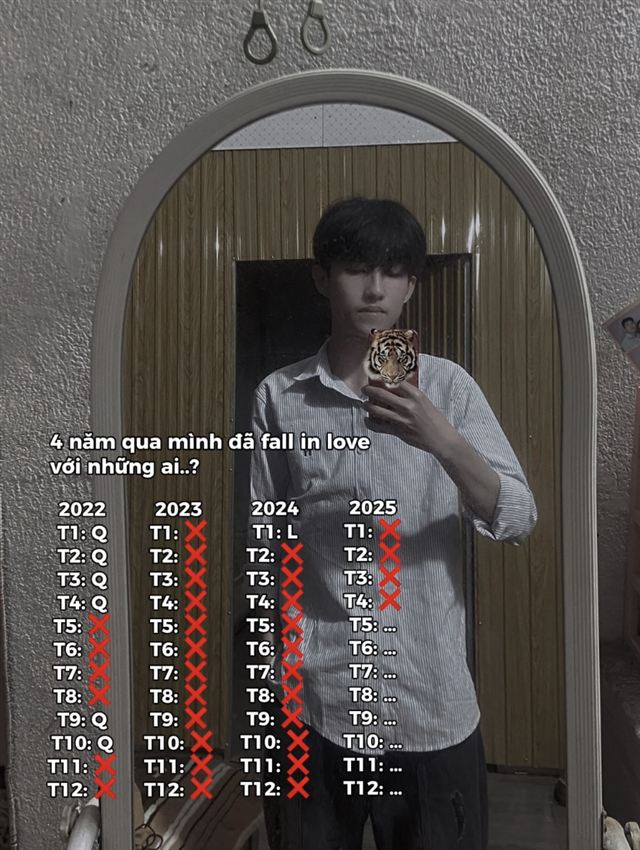 4 năm qua mình đã fall in love
với những ai..?
2022 2023 2024 2025
T1: Q T1: ❌ T1: L T1: ❌
T2: Q T2: ❌ T2: ❌ T2: ❌
T3: Q T3: ❌ T3: ❌ T3: ❌
T4: Q T4: ❌ T4: ❌ T4: ❌
T5: ❌ T5: ❌ T5: ❌ T5: ...
T6: ❌ T6: ❌ T6: ❌ T6: ...
T7: ❌ T7: ❌ T7: ❌ T7: ...
T8: ❌ T8: ❌ T8: ❌ T8: ...
T9: Q T9: ❌ T9: ❌ T9: ...
T10: Q T10: ❌ T10: ❌ T10: ...
T11: ❌ T11: ❌ T11: ❌ T11: ...
T12: ❌ T12: ❌ T12: ❌ T12: ...